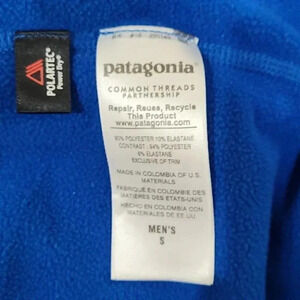 POLARTEC®
Power Dry®
patagonia®
COMMON THREADS
PARTNERSHIP
Repair, Reuse, Recycle
This Product
www.patagonia.com
90% POLYESTER 10% ELASTANE
CONTRAST: 94% POLYESTER
6% ELASTANE
EXCLUSIVE OF TRIM
MADE IN COLOMBIA OF U.S.
MATERIALS
FABRIQUÉ EN COLOMBIE DES
MATIÈRES DES ETATS-UNIS
HECHO EN COLOMBIA CON
MATERIALES DE EE.UU
MEN'S
S